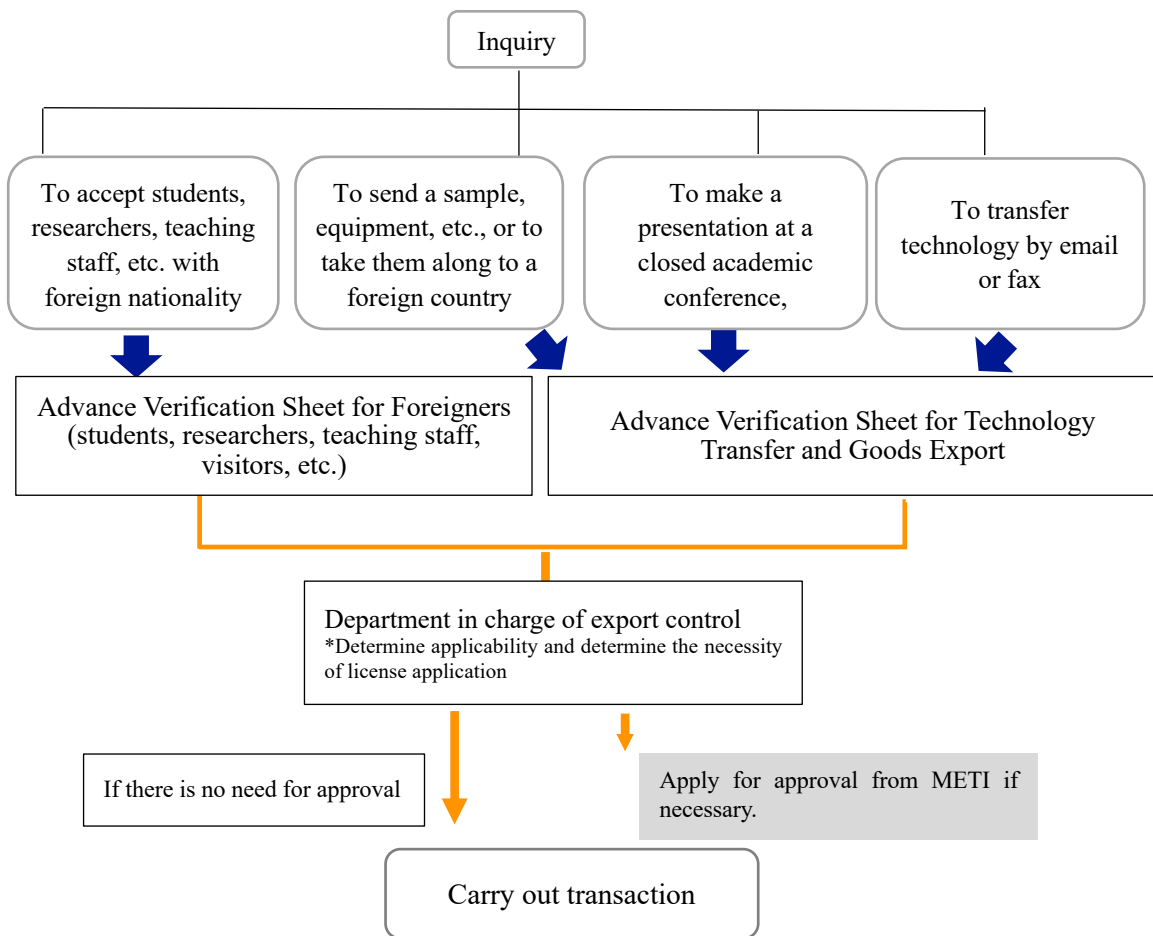 Inquiry
To accept students,
researchers, teaching
staff, etc. with
foreign nationality
To send a sample,
equipment, etc., or to
take them along to a
foreign country
To make a
presentation at a
closed academic
conference,
To transfer
technology by email
or fax
Advance Verification Sheet for Foreigners
(students, researchers, teaching staff,
visitors, etc.)
Advance Verification Sheet for Technology
Transfer and Goods Export
Department in charge of export control
*Determine applicability and determine the necessity
of license application
If there is no need for approval
Apply for approval from METI if
necessary.
Carry out transaction